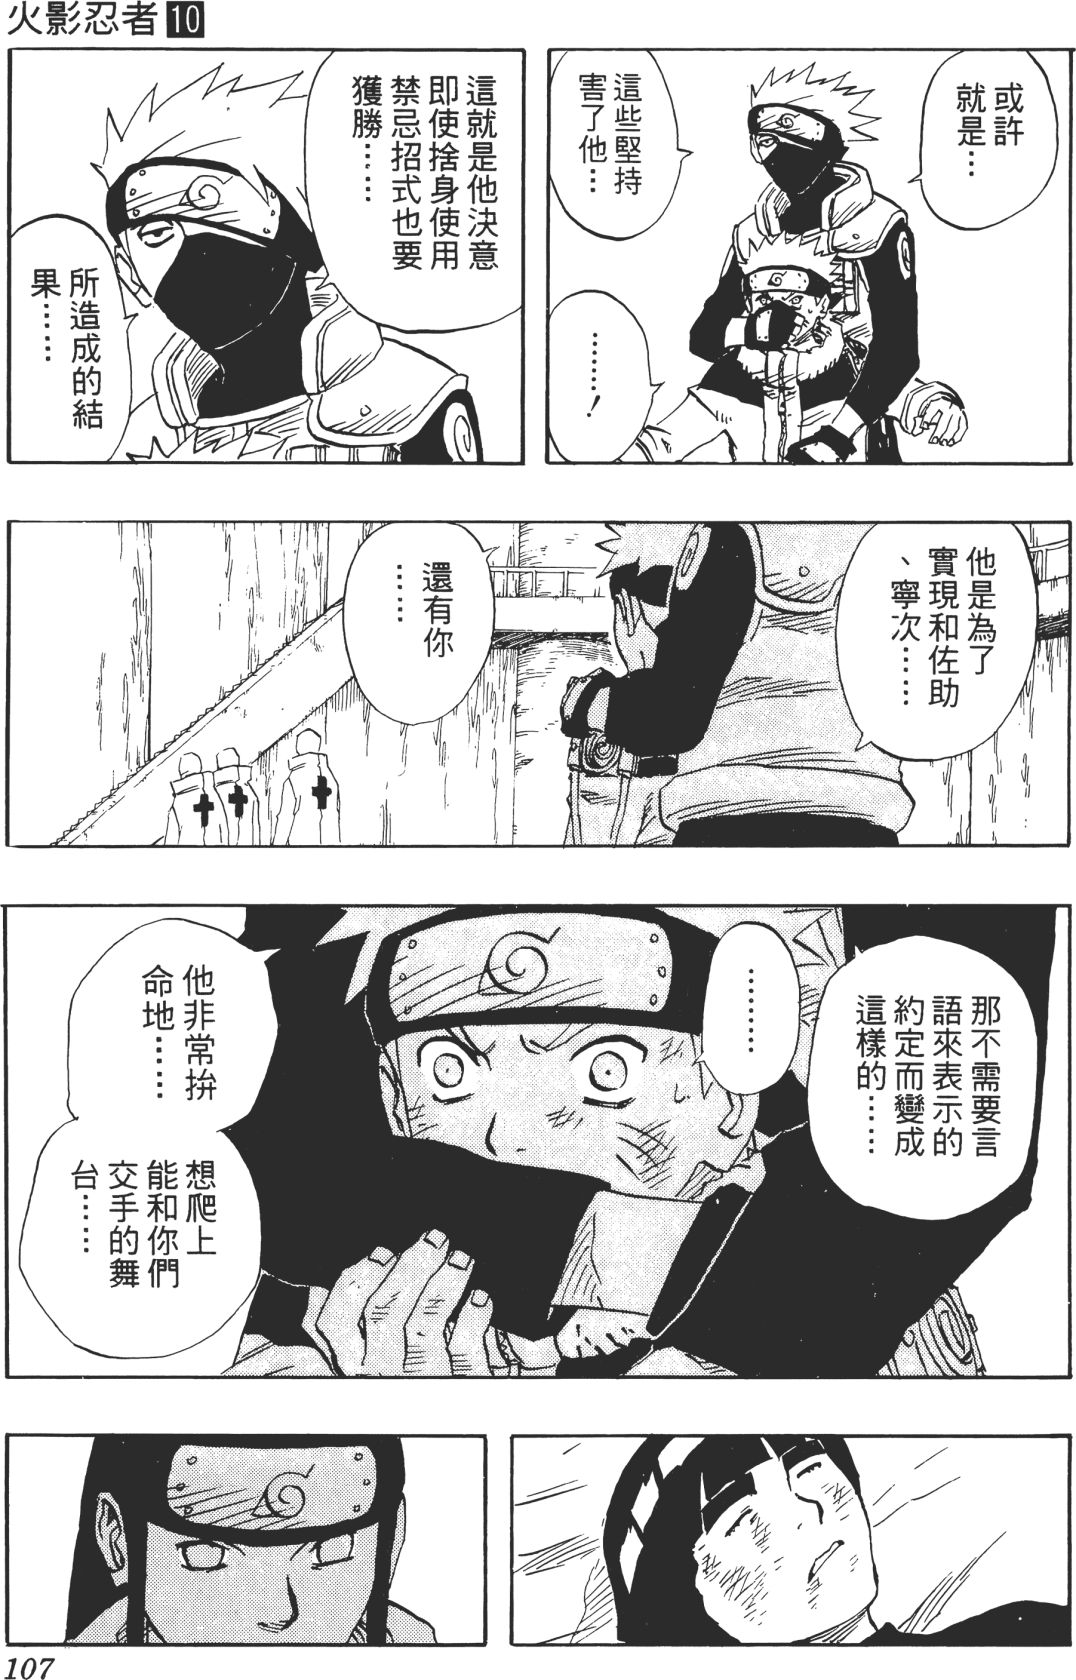 火影忍者10
或許
就是…
這些堅持
害了他…
……！
這就是他決意
即使捨身使用
禁忌招式也要
獲勝……
所造成的結
果……
他是為了
實現和佐助
、寧次……
還有你
……
那不需要言
語來表示的
約定而變成
這樣的……
………
他非常拚
命地……
想爬上
能和你們
交手的舞
台……
107